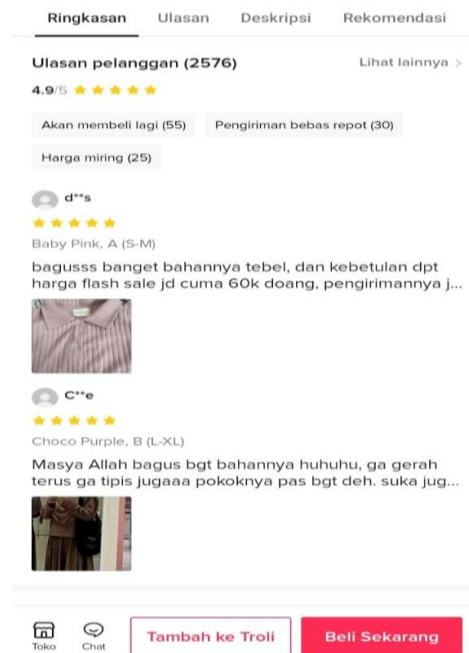 Ringkasan Ulasan Deskripsi Rekomendasi
Ulasan pelanggan (2576) Lihat lainnya >
4.9/5
Akan membeli lagi (55) Pengiriman bebas repot (30)
Harga miring (25)
d**s
Baby Pink, A (S-M)
bagusss banget bahannya tebel, dan kebetulan dpt
harga flash sale jd cuma 60k doang, pengirimannya j...
C**e
Choco Purple, B (L-XL)
Masya Allah bagus bgt bahannya huhuhu, ga gerah
terus ga tipis jugaaa pokoknya pas bgt deh. suka jug...
Toko Chat Tambah ke Troli Beli Sekarang